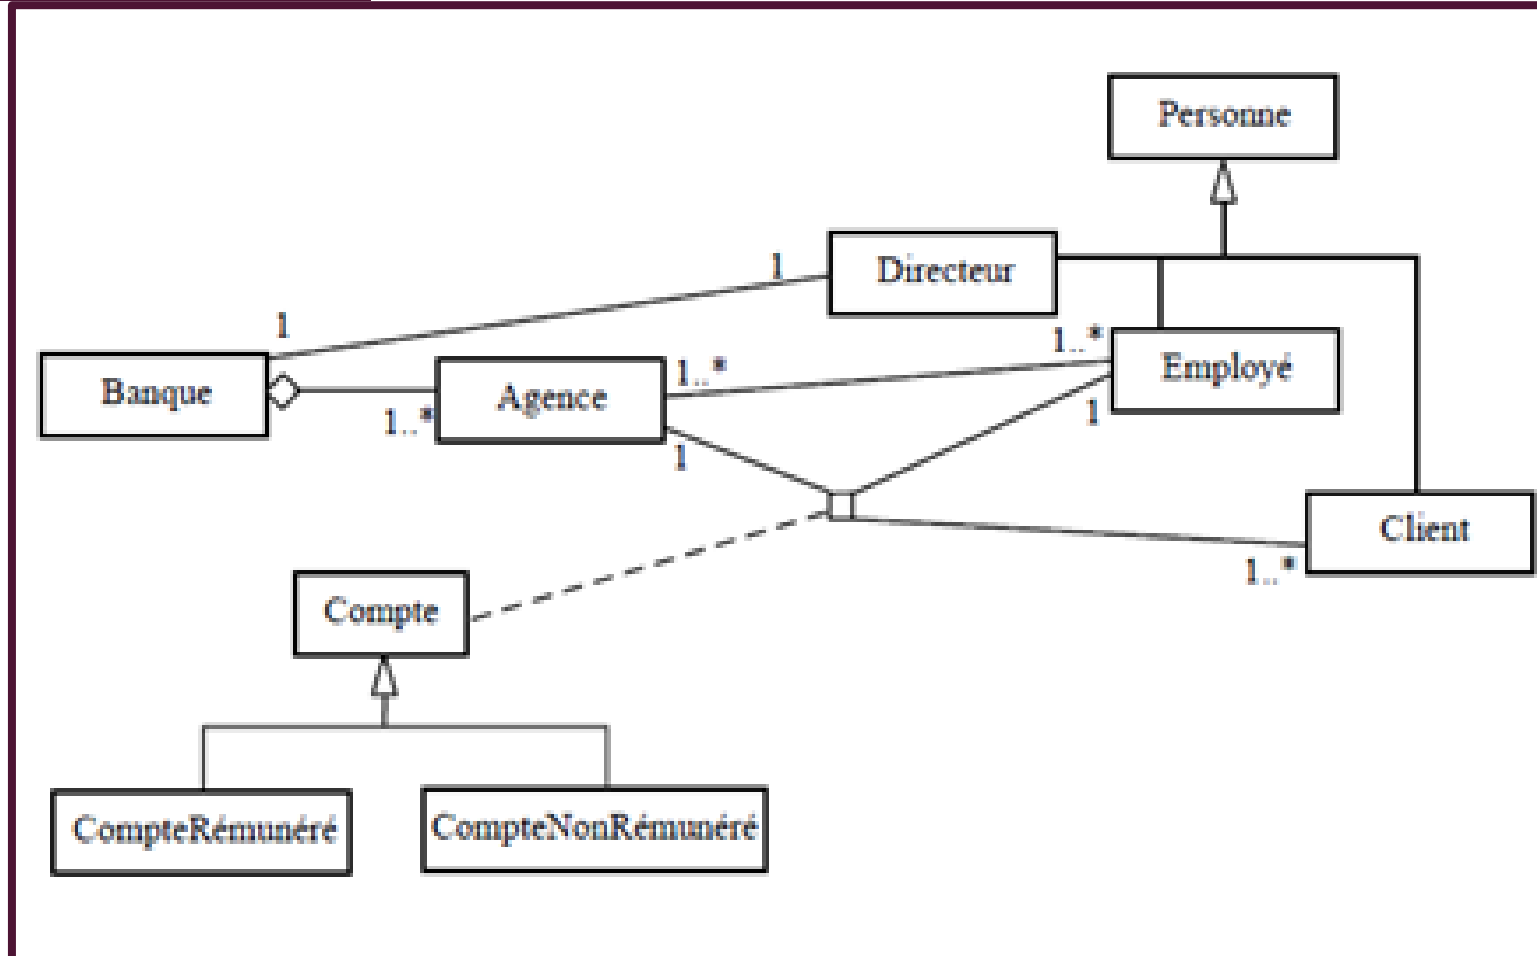 Personne
Directeur
1
1
Banque
1..*
Agence
1..*
1..*
Employé
1
1
Client
1..*
Compte
CompteRémunéré
CompteNonRémunéré